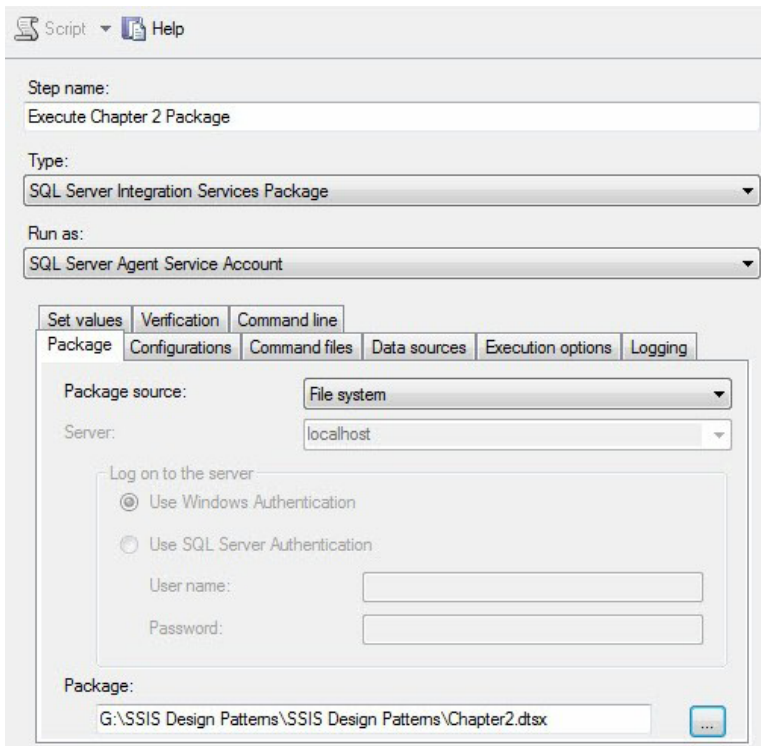 Script Help
Step name:
Execute Chapter 2 Package
Type:
SQL Server Integration Services Package
Run as:
SQL Server Agent Service Account
Set values Verification Command line
Package Configurations Command files Data sources Execution options Logging
Package source: File system
Server: localhost
Log on to the server
Use Windows Authentication
Use SQL Server Authentication
User name:
Password:
Package:
G:\SSIS Design Patterns\SSIS Design Patterns\Chapter2.dtsx ...